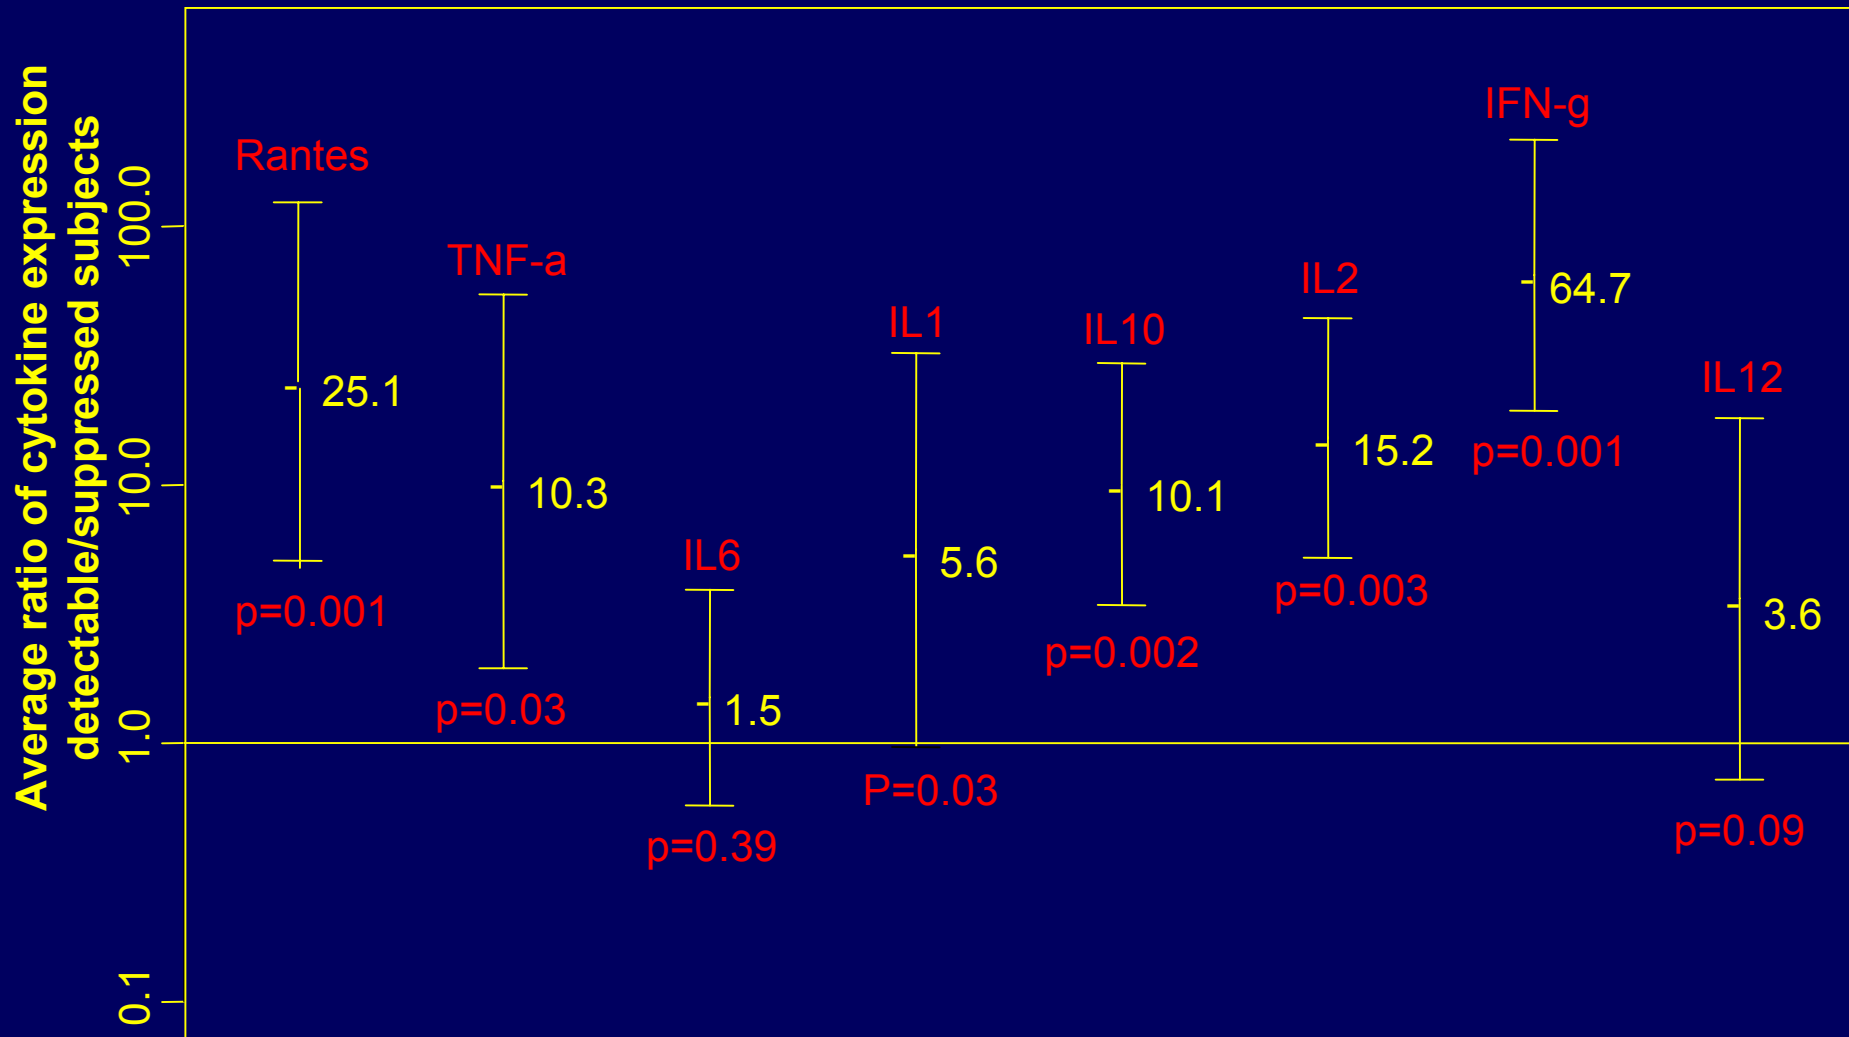 Average ratio of cytokine expression
detectable/suppressed subjects
100.0
10.0
1.0
0.1
Rantes
25.1
p=0.001
TNF-a
10.3
p=0.03
IL6
1.5
p=0.39
IL1
5.6
P=0.03
IL10
10.1
p=0.002
IL2
15.2
p=0.003
IFN-g
64.7
p=0.001
IL12
3.6
p=0.09